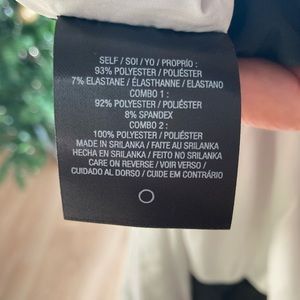 SELF / SOI / YO / PROPRÍO :
93% POLYESTER / POLIÉSTER
7% ELASTANE / ÉLASTHANNE / ELASTANO
COMBO 1 :
92% POLYESTER / POLIÉSTER
8% SPANDEX
COMBO 2 :
100% POLYESTER / POLIÉSTER
MADE IN SRILANKA / FAITE AU SRILANKA
HECHA EN SRILANKA / FEITO NO SRILANKA
CARE ON REVERSE / VOIR VERSO /
CUIDADO AL DORSO / CUIDE EM CONTRÁRIO